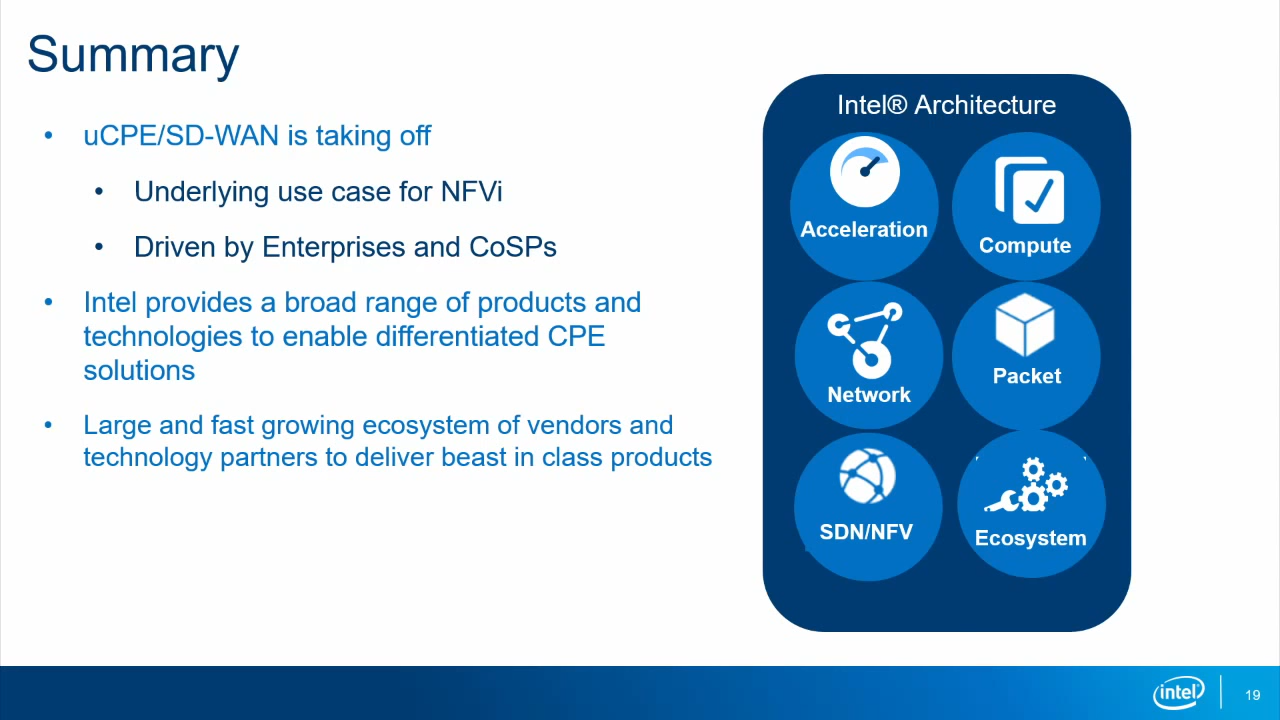 Summary
• uCPE/SD-WAN is taking off
• Underlying use case for NFVi
• Driven by Enterprises and CoSPs
• Intel provides a broad range of products and
technologies to enable differentiated CPE
solutions
• Large and fast growing ecosystem of vendors and
technology partners to deliver beast in class products
Intel® Architecture
Acceleration
Compute
Network
Packet
SDN/NFV
Ecosystem
intel
19